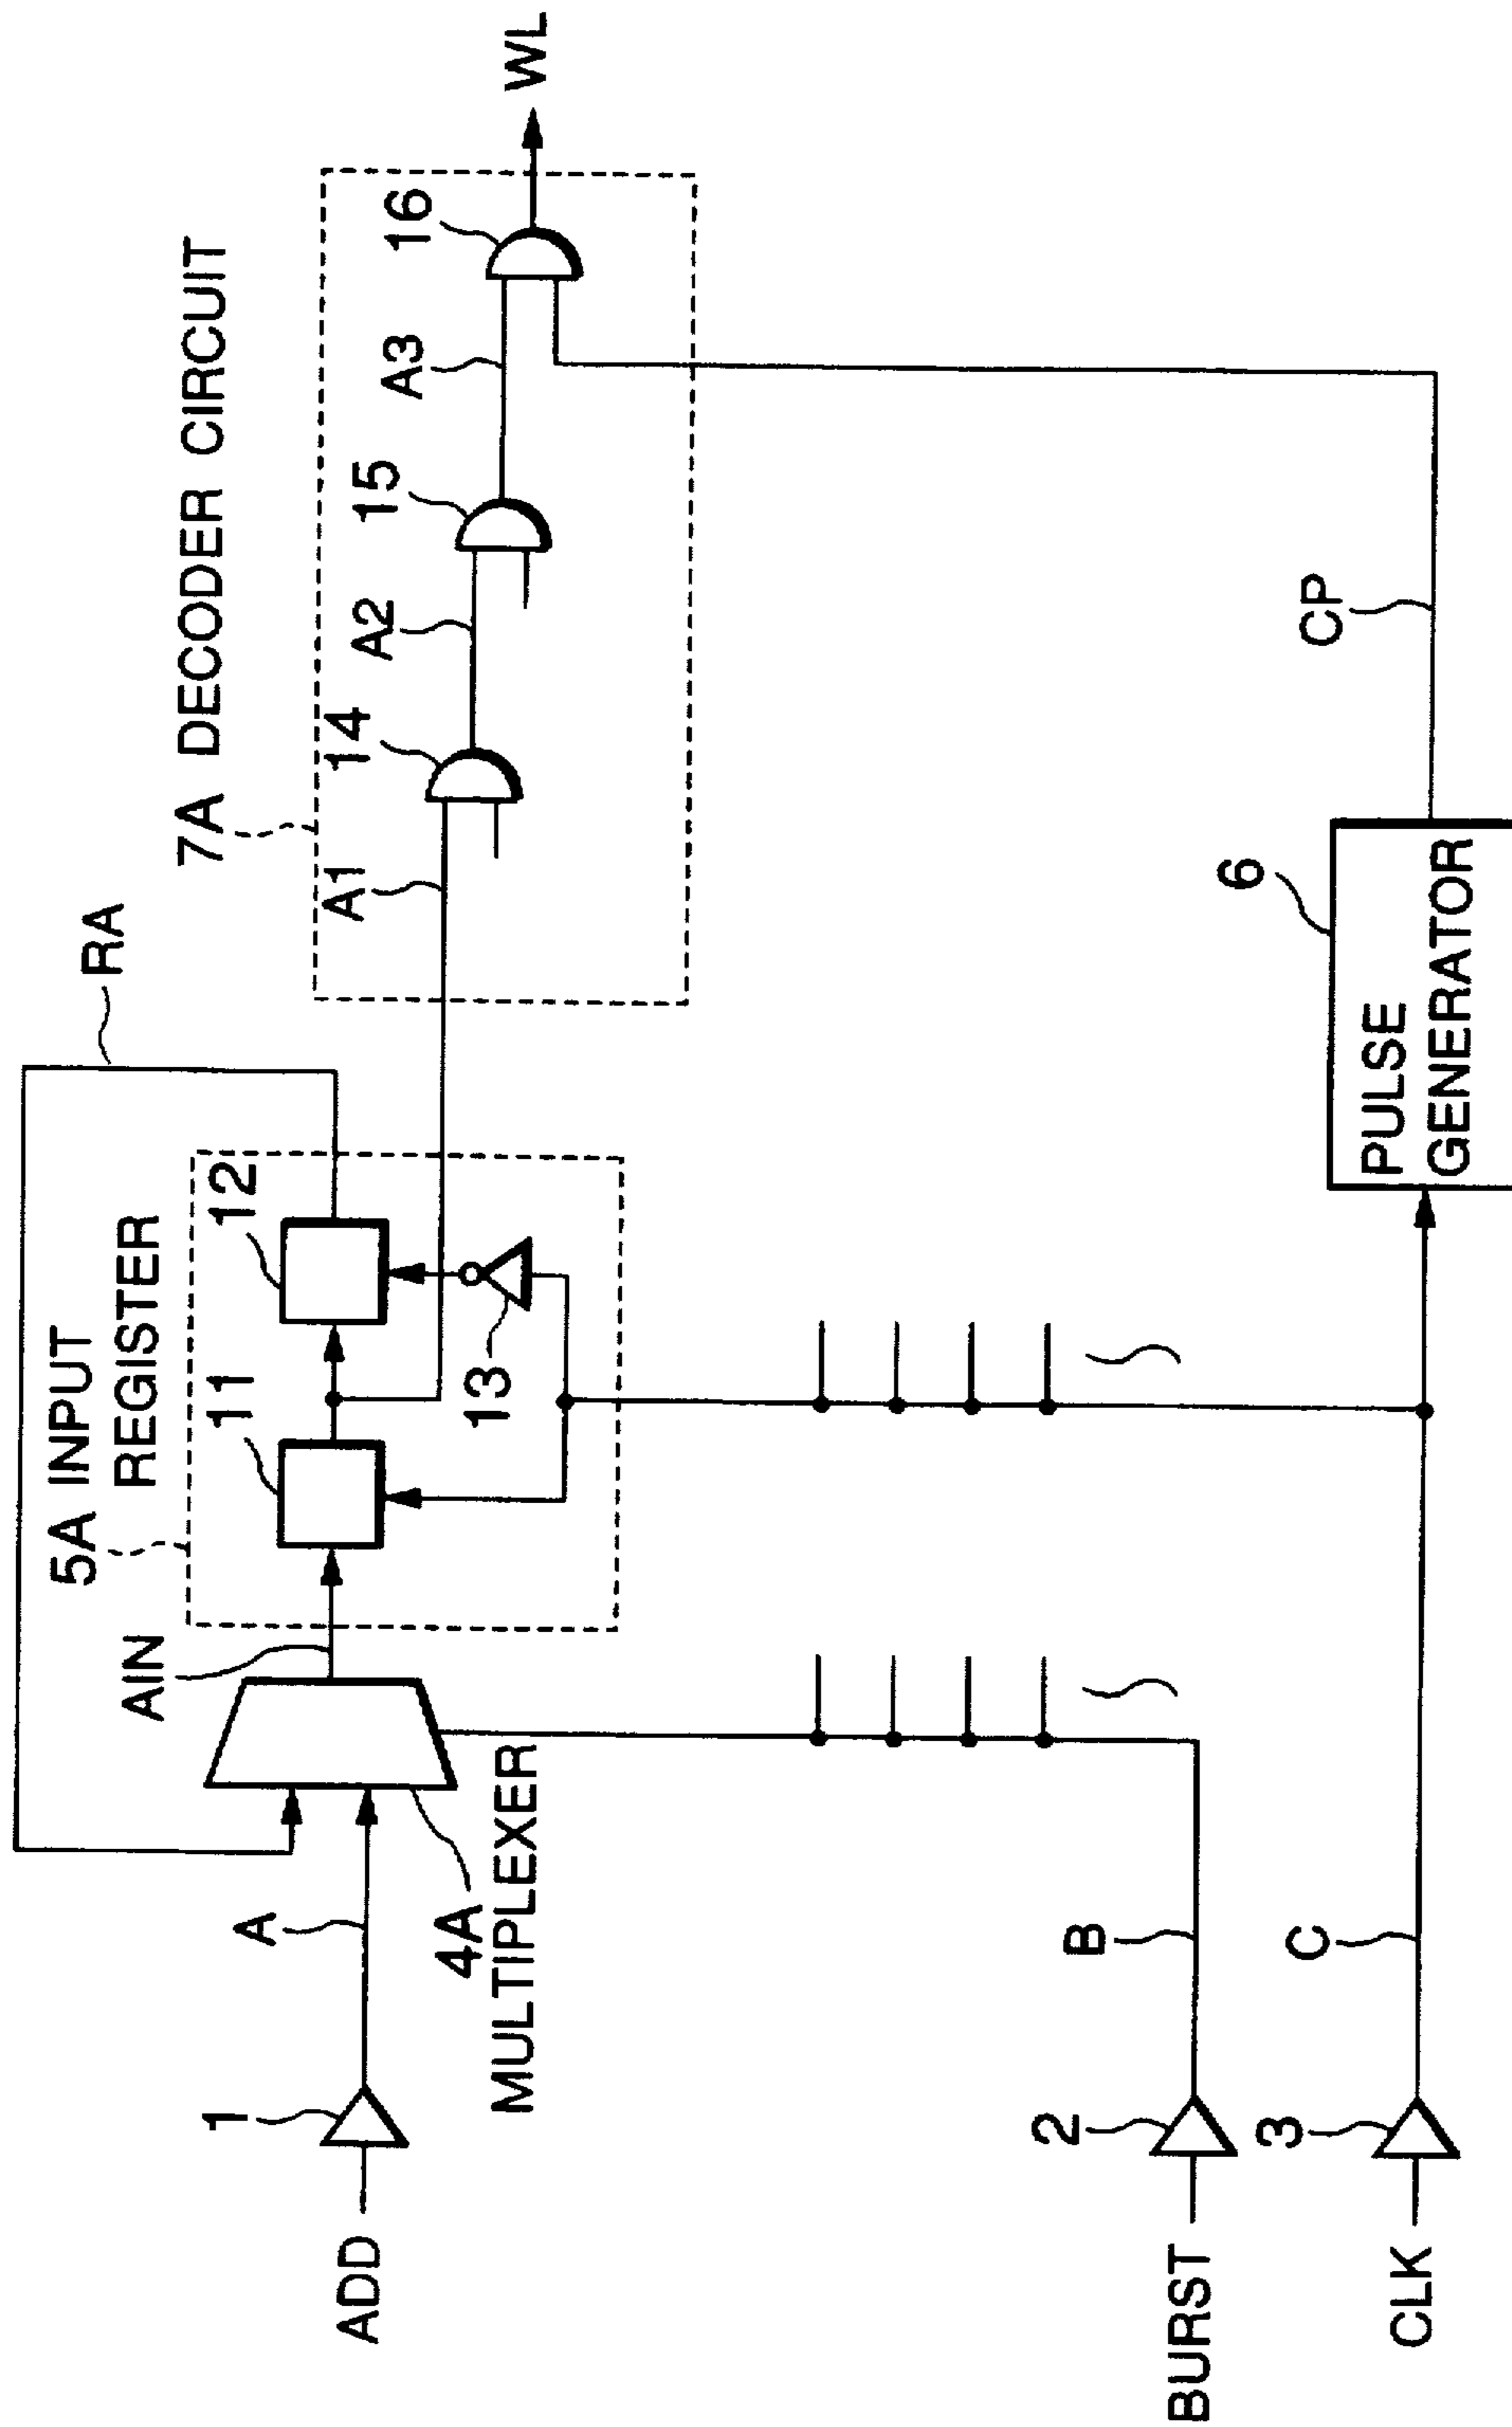 RA
5A INPUT
REGISTER
7A DECODER CIRCUIT
AIN
11
12
13
A1
14
A2
15
A3
16
WL
ADD
1
A
4A
MULTIPLEXER
BURST
2
B
CLK
3
C
6
PULSE
GENERATOR
CP